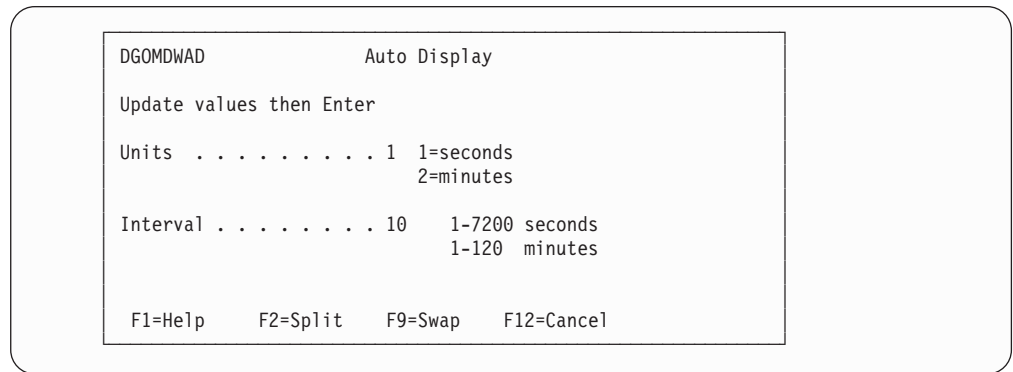 DGOMDWAD Auto Display
Update values then Enter
Units . . . . . . . . . 1 1=seconds
2=minutes
Interval . . . . . . . . 10 1-7200 seconds
1-120 minutes
F1=Help F2=Split F9=Swap F12=Cancel